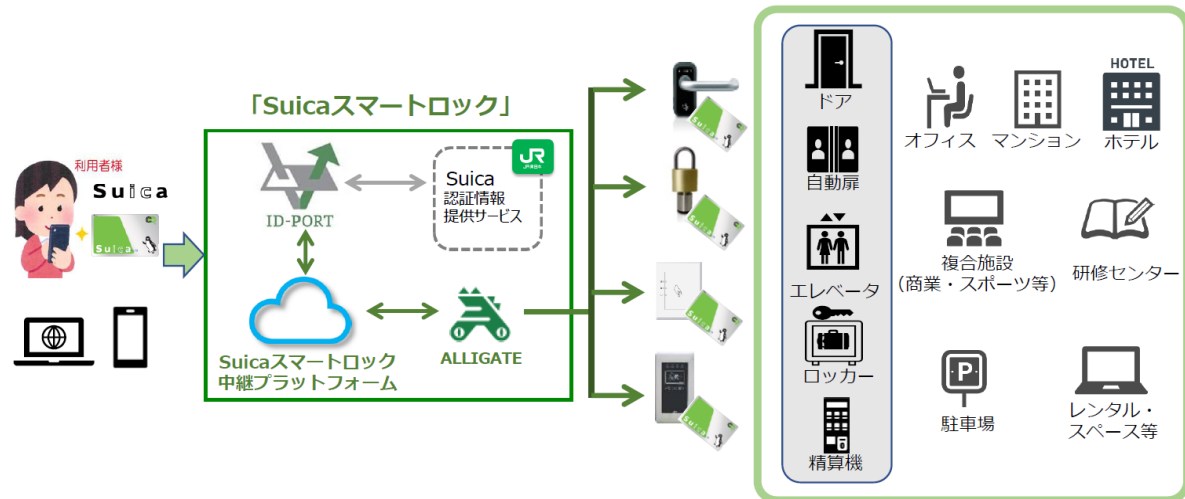 「Suicaスマートロック」
利用者様
Suica
Suica
ID-PORT
JR
JR東日本
Suica
認証情報
提供サービス
Suicaスマートロック
中継プラットフォーム
ALLIGATE
Suica
Suica
Suica
Suica
ドア
自動扉
エレベータ
ロッカー
精算機
オフィス
マンション
HOTEL
ホテル
複合施設
(商業・スポーツ等)
研修センター
P
駐車場
レンタル・
スペース等